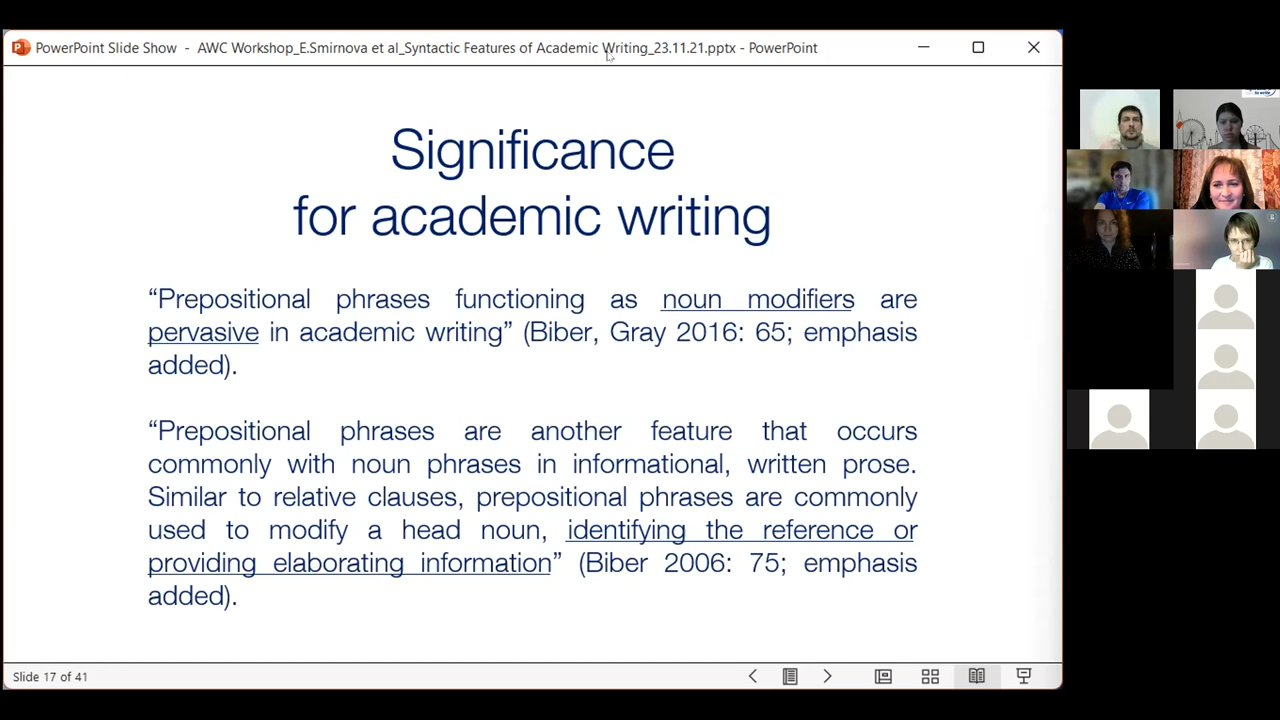 PowerPoint Slide Show - AWC Workshop_E.Smirnova et al_Syntactic Features of Academic Writing_23.11.21.pptx - PowerPoint
Significance
for academic writing
“Prepositional phrases functioning as noun modifiers are
pervasive in academic writing” (Biber, Gray 2016: 65; emphasis
added).
“Prepositional phrases are another feature that occurs
commonly with noun phrases in informational, written prose.
Similar to relative clauses, prepositional phrases are commonly
used to modify a head noun, identifying the reference or
providing elaborating information” (Biber 2006: 75; emphasis
added).
Slide 17 of 41